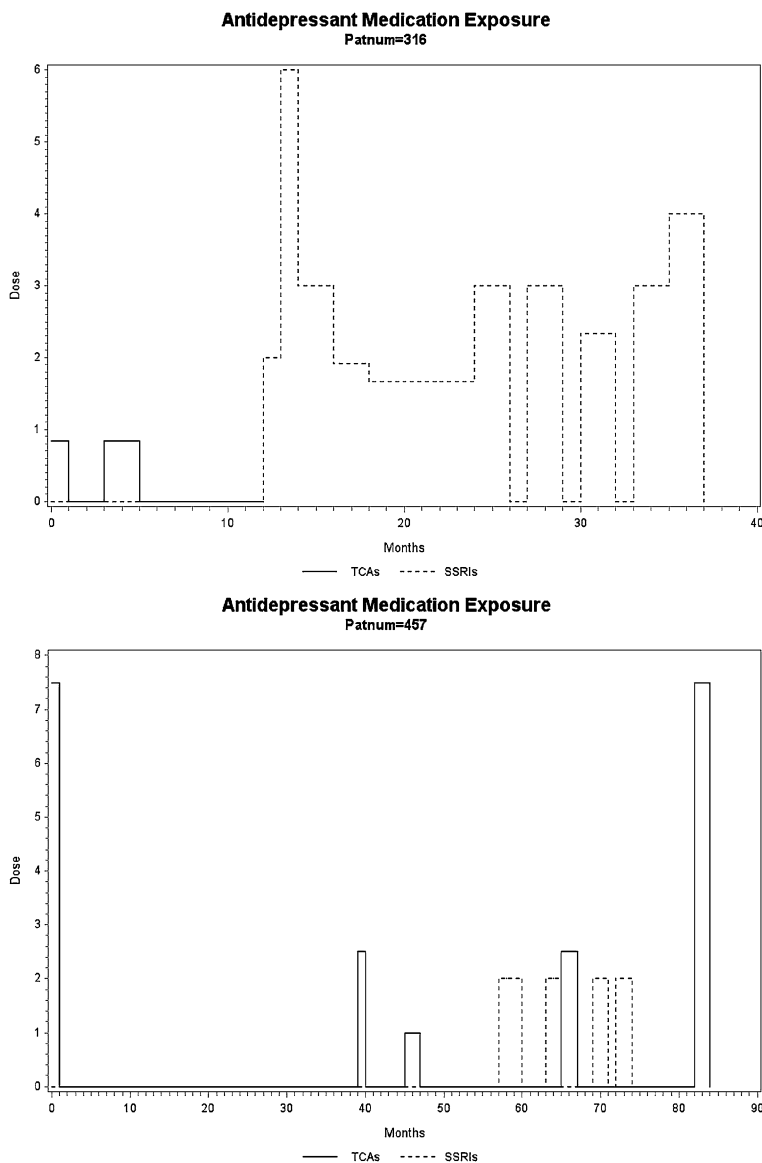 Antidepressant Medication Exposure
Patnum=316
6
5
4
3
2
1
0
Dose
0 10 20 30 40
Months
TCAs SSRIs
Antidepressant Medication Exposure
Patnum=457
8
7
6
5
4
3
2
1
0
Dose
0 10 20 30 40 50 60 70 80 90
Months
TCAs SSRIs